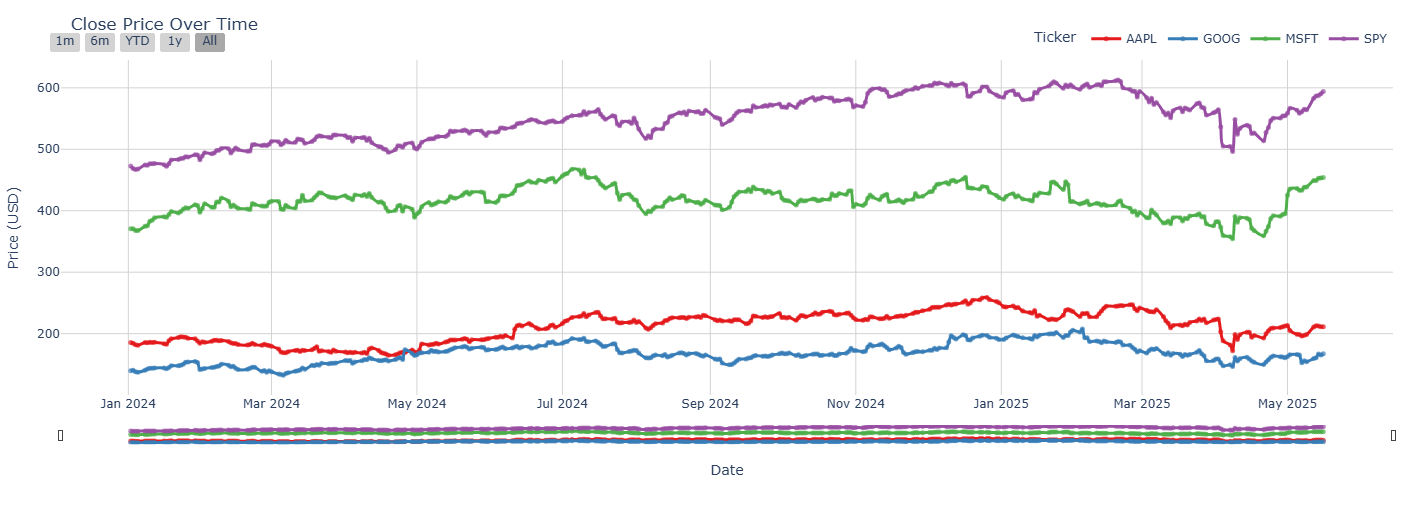 Close Price Over Time
1m 6m YTD 1y All
Ticker AAPL GOOG MSFT SPY
Price (USD)
600
500
400
300
200
Jan 2024 Mar 2024 May 2024 Jul 2024 Sep 2024 Nov 2024 Jan 2025 Mar 2025 May 2025
Date